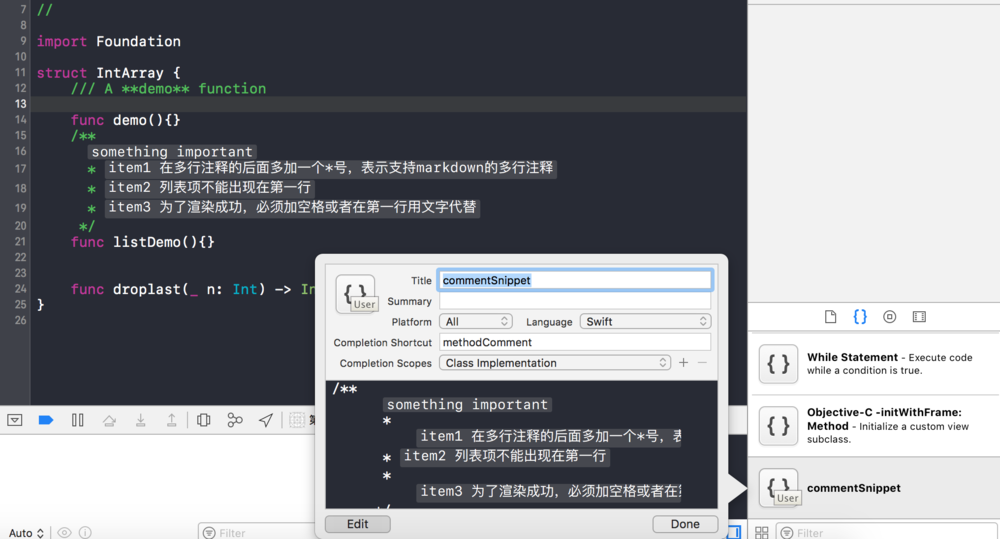 7 //
8
9 import Foundation
10
11 struct IntArray {
12 /// A **demo** function
13
14 func demo(){}
15 /**
16 something important
17 * item1 在多行注释的后面多加一个*号，表示支持markdown的多行注释
18 * item2 列表项不能出现在第一行
19 * item3 为了渲染成功，必须加空格或者在第一行用文字代替
20 */
21 func listDemo(){}
22
23
24 func droplast(_ n: Int) -> In
25 }
26
Title commentSnippet
User
Summary
Platform All Language Swift
Completion Shortcut methodComment
Completion Scopes Class Implementation + −
/**
something important
*
item1 在多行注释的后面多加一个*号，表
* item2 列表项不能出现在第一行
*
item3 为了渲染成功，必须加空格或者在
Edit Done
{ }
While Statement - Execute code
while a condition is true.
Objective-C -initWithFrame:
Method - Initialize a custom view
subclass.
commentSnippet
User
Auto Filter
Filter